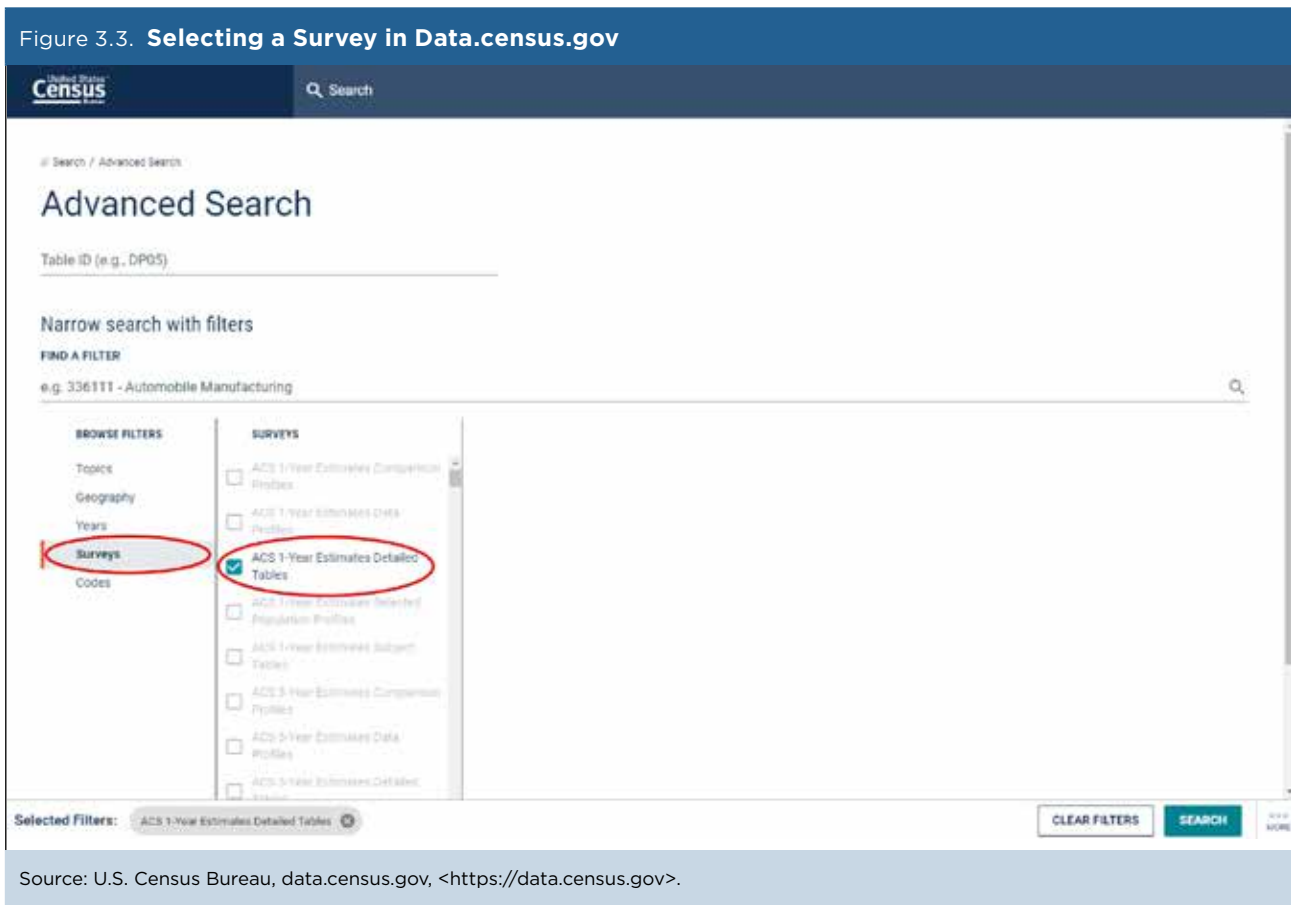 Figure 3.3. Selecting a Survey in Data.census.gov
United States
Census
Bureau
Search
Search / Advanced Search
Advanced Search
Table ID (e.g., DP05)
Narrow search with filters
FIND A FILTER
e.g. 336111 - Automobile Manufacturing
BROWSE FILTERS
Topics
Geography
Years
Surveys
Codes
SURVEYS
ACS 1-Year Estimates Comparison
Profiles
ACS 1-Year Estimates Data
Profiles
ACS 1-Year Estimates Detailed
Tables
ACS 1-Year Estimates Selected
Population Profiles
ACS 1-Year Estimates Subject
Tables
ACS 5-Year Estimates Comparison
Profiles
ACS 5-Year Estimates Data
Profiles
ACS 5-Year Estimates Detailed
Selected Filters: ACS 1-Year Estimates Detailed Tables
CLEAR FILTERS
SEARCH
MORE
Source: U.S. Census Bureau, data.census.gov, <https://data.census.gov>.